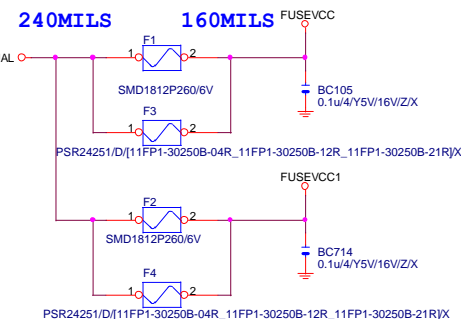 240MILS 160MILS FUSEVCC
AL F1
1 2
SMD1812P260/6V
BC105
0.1u/4/Y5V/16V/Z/X
F3
1 2
PSR24251/D/[11FP1-30250B-04R_11FP1-30250B-12R_11FP1-30250B-21R]/X
FUSEVCC1
F2
1 2
SMD1812P260/6V
BC714
0.1u/4/Y5V/16V/Z/X
F4
1 2
PSR24251/D/[11FP1-30250B-04R_11FP1-30250B-12R_11FP1-30250B-21R]/X